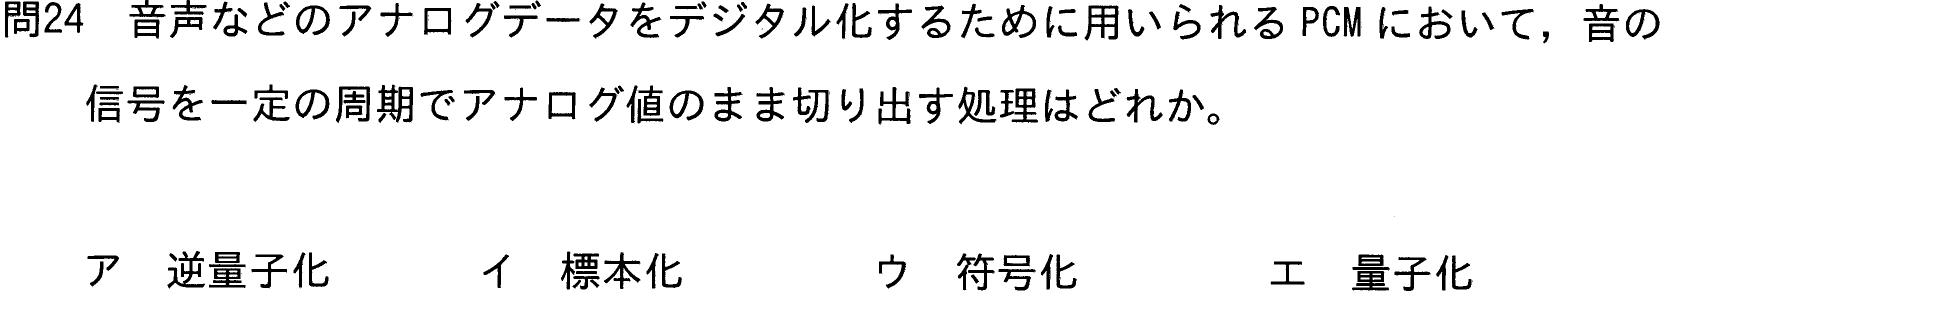 問24　音声などのアナログデータをデジタル化するために用いられる PCM において，音の
信号を一定の周期でアナログ値のまま切り出す処理はどれか。
ア　逆量子化　イ　標本化　ウ　符号化　エ　量子化